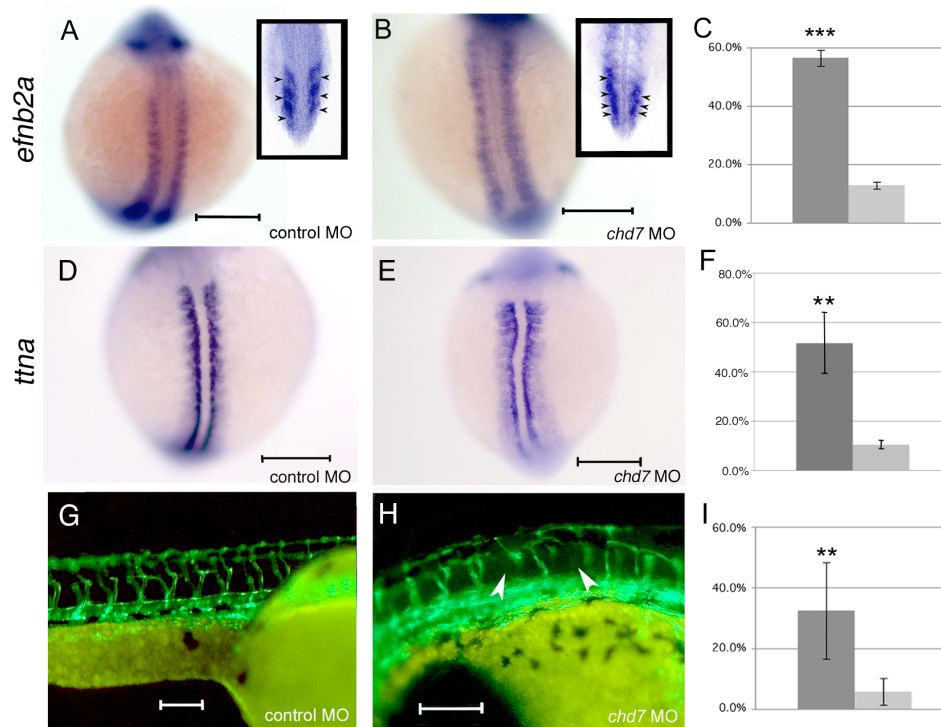 A
B
C
efnb2a
control MO
chd7 MO
60.0%
***
40.0%
20.0%
0.0%
D
E
F
ttna
control MO
chd7 MO
80.0%
**
60.0%
40.0%
20.0%
0.0%
G
H
I
control MO
chd7 MO
60.0%
**
40.0%
20.0%
0.0%